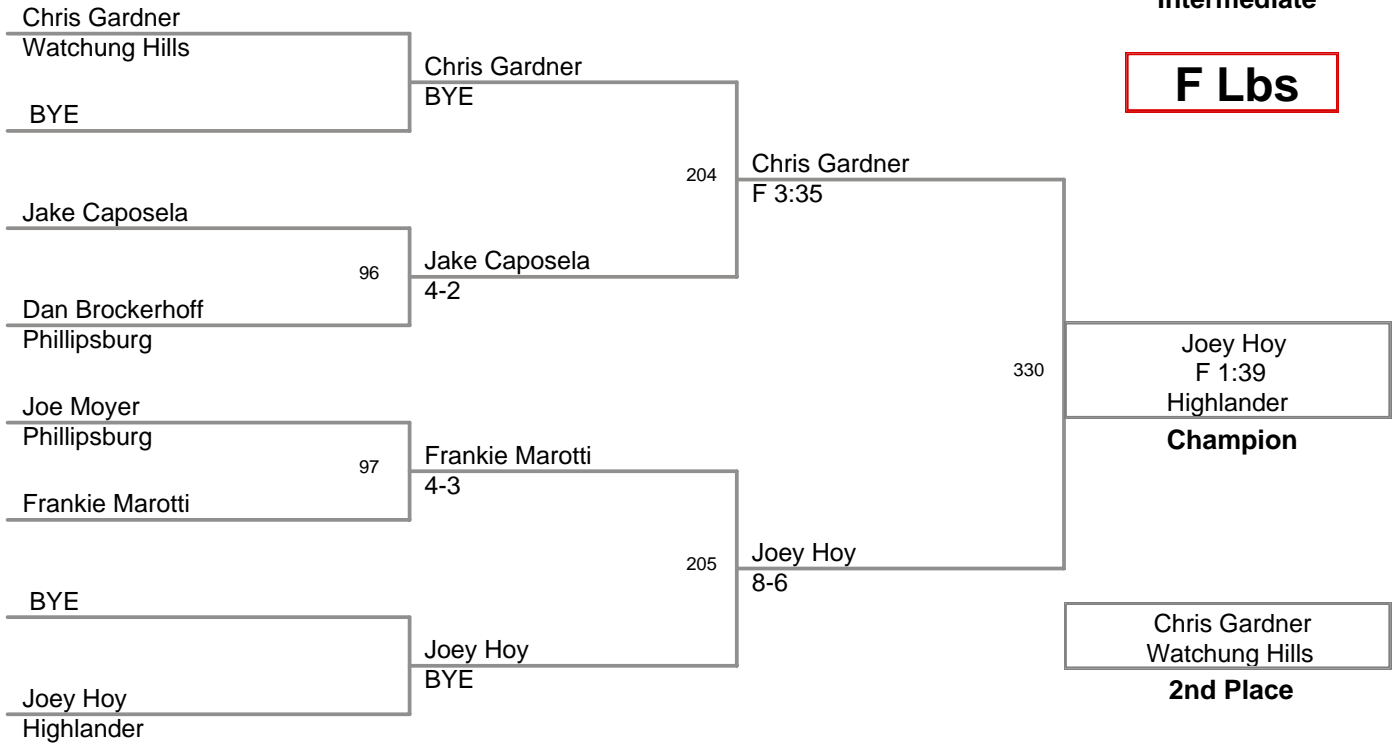 Intermediate
F Lbs
Chris Gardner
Watchung Hills
BYE
Jake Caposela
Dan Brockerhoff
Phillipsburg
Joe Moyer
Phillipsburg
Frankie Marotti
BYE
Joey Hoy
Highlander
Chris Gardner
BYE
96
Jake Caposela
4-2
97
Frankie Marotti
4-3
Joey Hoy
BYE
204
Chris Gardner
F 3:35
205
Joey Hoy
8-6
330
Joey Hoy
F 1:39
Highlander
Champion
Chris Gardner
Watchung Hills
2nd Place